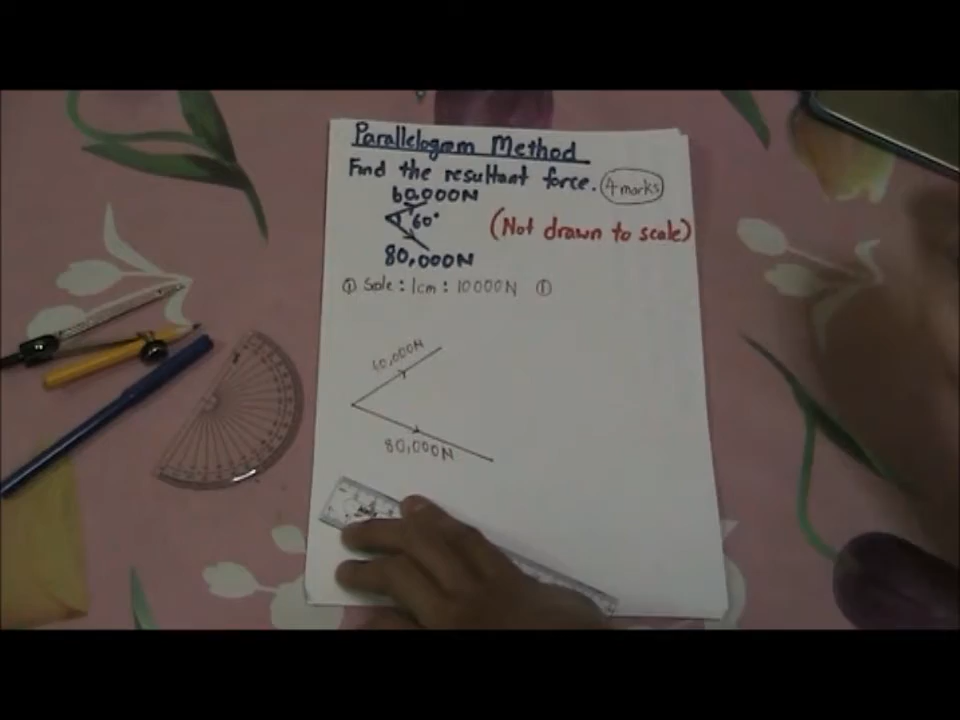 Parallelogram Method
Find the resultant force. 4 marks
60,000N
60°
(Not drawn to scale)
80,000N
① Scale : 1cm : 10000N ①
60,000N
80,000N